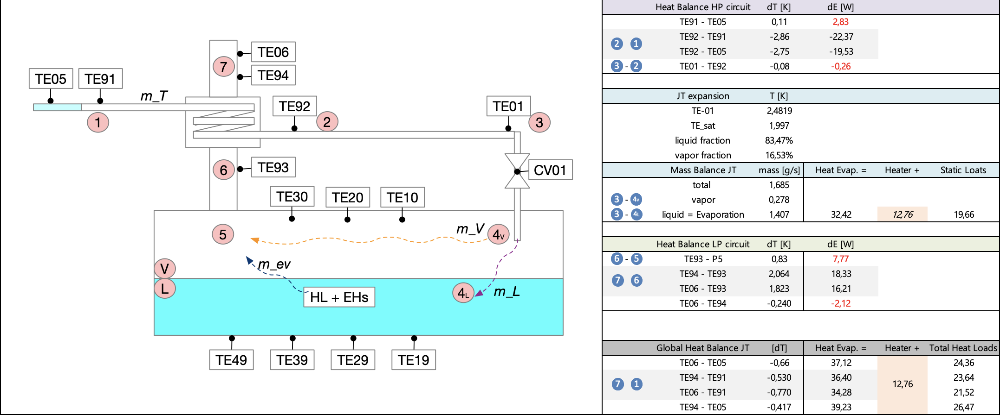 TE06
7
TE94
TE05 TE91
m_T
TE92
TE01
1
2
3
6
TE93
CV01
TE30 TE20 TE10
5
m_V
4V
m_ev
V
L
HL + EHs
4L
m_L
TE49 TE39 TE29 TE19
Heat Balance HP circuit dT [K] dE [W]
TE91 - TE05 0,11 2,83
2 1
TE92 - TE91 -2,86 -22,37
TE92 - TE05 -2,75 -19,53
3 - 2 TE01 - TE92 -0,08 -0,26
JT expansion T [K]
TE-01 2,4819
TE_sat 1,997
liquid fraction 83,47%
vapor fraction 16,53%
Mass Balance JT mass [g/s] Heat Evap. = Heater + Static Loats
total 1,685
3 - 4V vapor 0,278
3 - 4L liquid = Evaporation 1,407 32,42 12,76 19,66
Heat Balance LP circuit dT [K] dE [W]
6 - 5 TE93 - P5 0,83 7,77
7 6
TE94 - TE93 2,064 18,33
TE06 - TE93 1,823 16,21
TE06 - TE94 -0,240 -2,12
Global Heat Balance JT [dT] Heat Evap. = Heater + Total Heat Loads
TE06 - TE05 -0,66 37,12 24,36
7 1
TE94 - TE91 -0,530 36,40 23,64
12,76
TE06 - TE91 -0,770 34,28 21,52
TE94 - TE05 -0,417 39,23 26,47